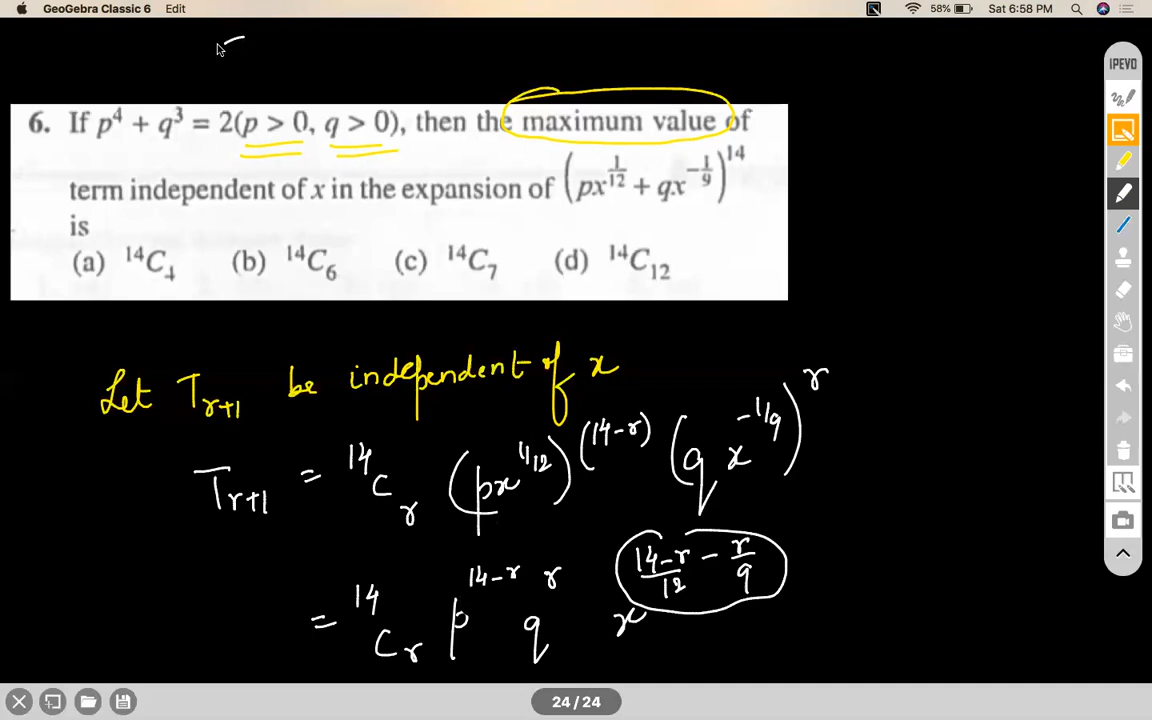 GeoGebra Classic 6 Edit 58% Sat 6:58 PM
IPEVO
6. If p⁴ + q³ = 2(p > 0, q > 0), then the maximum value of
term independent of x in the expansion of (px^{1/12} + qx^{-1/9})^{14}
is
(a) ¹⁴C₄ (b) ¹⁴C₆ (c) ¹⁴C₇ (d) ¹⁴C₁₂
Let T_{r+1} be independent of x
T_{r+1} = ¹⁴C_r (px^{1/12})^{(14-r)} (q x^{-1/9})^r
= ¹⁴C_r p^{14-r} q^r x^{(14-r)/12 - r/9}
24 / 24